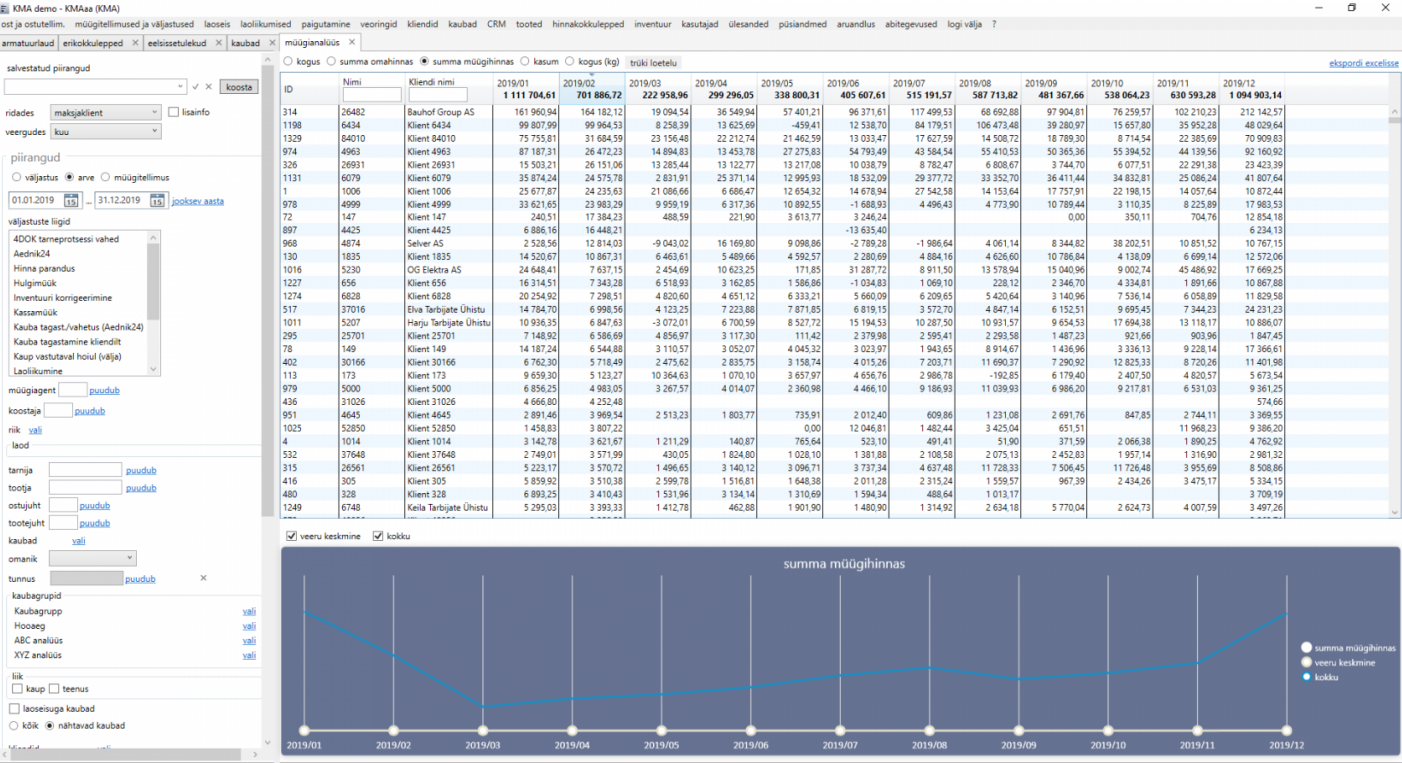 KMA demo - KMAaa (KMA)
ost ja ostutellim. müügitellimused ja väljastused laoseis laoliikumised paigutamine veoringid kliendid kaubad CRM tooted hinnakokkulepped inventuur kasutajad ülesanded püsiandmed aruandlus abitegevused logi välja ?
armatuurlaud erikokkulepped × eelsissetulekud × kaubad × müügianalüüs ×
salvestatud piirangud
koosta
ridades maksjaklient lisainfo
veergudes kuu
piirangud
väljastus arve müügitellimus
01.01.2019 15 ... 31.12.2019 15 jooksev aasta
väljastuste liigid
4DOK tarneprotsessi vahed
Aednik24
Hinna parandus
Hulgimüük
Inventuuri korrigeerimine
Kassamüük
Kauba tagast./vahetus (Aednik24)
Kauba tagastamine kliendilt
Kaup vastutaval hoiul (välja)
Laoliikumine
müügiagent puudub
koostaja puudub
riik vali
laod
tarnija puudub
tootja puudub
ostujuht puudub
tootejuht puudub
kaubad vali
omanik
tunnus puudub ×
kaubagrupid
Kaubagrupp vali
Hooaeg vali
ABC analüüs vali
XYZ analüüs vali
liik
kaup teenus
laoseisuga kaubad
kõik nähtavad kaubad
kogus summa omahinnas summa müügihinnas kasum kogus (kg) trüki loetelu ekspordi excelisse
ID Nimi Kliendi nimi 2019/01 2019/02 2019/03 2019/04 2019/05 2019/06 2019/07 2019/08 2019/09 2019/10 2019/11 2019/12
1 111 704,61 701 886,72 222 958,96 299 296,05 338 800,31 405 607,61 515 191,57 587 713,82 481 367,66 538 064,23 630 593,28 1 094 903,14
314 26482 Bauhof Group AS 161 960,94 164 182,12 19 094,54 36 549,94 57 401,21 96 371,61 117 499,53 68 692,88 97 904,81 76 259,57 102 210,23 212 142,57
1198 6434 Klient 6434 99 807,99 99 964,53 8 258,39 13 625,69 -459,41 12 538,70 84 179,51 106 473,48 39 280,97 15 657,80 35 952,28 48 029,64
1329 84010 Klient 84010 75 755,81 31 684,59 23 156,48 22 212,74 21 462,59 13 033,47 17 627,59 14 508,72 18 789,30 8 714,54 22 385,69 70 909,83
974 4963 Klient 4963 87 187,31 26 472,23 14 894,83 13 453,78 27 275,83 54 793,49 43 584,54 55 410,53 50 365,36 55 394,52 44 139,56 92 160,92
326 26931 Klient 26931 15 503,21 26 151,06 13 285,44 13 122,77 13 217,08 10 038,79 8 782,47 6 808,67 3 744,70 6 077,51 22 291,38 23 423,39
1131 6079 Klient 6079 35 874,24 24 575,78 2 831,91 25 371,14 12 995,93 18 532,09 29 377,72 33 352,70 36 411,44 34 832,81 25 086,24 41 807,64
1 1006 Klient 1006 25 677,87 24 235,63 21 086,66 6 686,47 12 654,32 14 678,94 27 542,58 14 153,64 17 757,91 22 198,15 14 057,64 10 872,44
978 4999 Klient 4999 33 621,65 23 983,29 9 959,19 6 317,36 10 892,55 -1 688,93 4 496,43 4 773,90 10 789,44 3 110,35 8 225,89 17 983,53
72 147 Klient 147 240,51 17 384,23 488,59 221,90 3 613,77 3 246,24 0,00 350,11 704,76 12 854,18
897 4425 Klient 4425 6 886,16 16 448,21 -13 635,40 6 234,13
968 4874 Selver AS 2 528,56 12 814,03 -9 043,02 16 169,80 9 098,86 -2 789,28 -1 986,64 4 061,14 8 344,82 38 202,51 10 851,52 10 767,15
130 1835 Klient 1835 14 520,67 10 867,31 6 463,61 5 489,66 4 592,57 2 280,69 4 884,16 4 626,60 10 786,84 4 138,09 6 699,14 12 572,06
1016 5230 OG Elektra AS 24 648,41 7 637,15 2 454,69 10 623,25 171,85 31 287,72 8 911,50 13 578,94 15 040,96 9 002,74 45 486,92 17 669,25
1227 656 Klient 656 16 314,51 7 343,28 6 518,93 3 162,85 1 586,86 -1 034,83 1 069,10 228,12 2 346,70 4 334,81 1 891,66 10 867,88
1274 6828 Klient 6828 20 254,92 7 298,51 4 820,60 4 651,12 6 333,21 5 660,09 6 209,65 5 420,64 3 140,96 7 536,14 6 058,89 11 829,58
517 37016 Elva Tarbijate Ühistu 14 784,70 6 998,56 4 123,25 7 223,88 7 871,85 6 819,15 3 572,70 4 847,14 6 152,51 9 695,45 7 344,23 24 231,23
1011 5207 Harju Tarbijate Ühistu 10 936,35 6 847,63 -3 072,01 6 700,59 8 527,72 15 194,53 10 287,50 10 931,57 9 654,53 17 694,38 13 118,17 10 886,07
295 25701 Klient 25701 7 148,92 6 586,69 4 856,97 3 117,30 111,42 2 379,98 2 595,41 2 293,58 1 487,23 921,66 903,96 1 847,45
78 149 Klient 149 14 187,24 6 544,88 3 110,57 3 052,07 4 045,32 3 023,97 1 943,65 8 914,67 1 436,96 3 336,13 9 228,14 17 366,61
402 30166 Klient 30166 6 762,30 5 718,49 2 475,62 2 835,75 3 158,74 4 015,26 7 203,71 11 690,37 7 290,92 12 825,33 8 720,26 11 401,98
113 173 Klient 173 9 659,30 5 123,27 10 364,63 1 070,10 3 657,97 4 656,76 2 986,78 -192,85 6 179,40 2 407,50 4 820,57 5 673,54
979 5000 Klient 5000 6 856,25 4 983,05 3 267,57 4 014,07 2 360,98 4 466,10 9 186,93 11 039,93 6 986,20 9 217,81 6 531,03 9 361,25
436 31026 Klient 31026 4 666,80 4 252,48 574,66
951 4645 Klient 4645 2 891,46 3 969,54 2 513,23 1 803,77 735,91 2 012,40 609,86 1 231,08 2 691,76 847,85 2 744,11 3 369,55
1025 52850 Klient 52850 1 458,83 3 807,22 0,00 12 046,81 1 482,44 3 425,04 651,51 11 968,23 9 386,20
4 1014 Klient 1014 3 142,78 3 621,67 1 211,29 140,87 765,64 523,10 491,41 51,90 371,59 2 066,38 1 890,25 4 762,92
532 37648 Klient 37648 2 749,01 3 571,99 430,05 1 824,80 1 028,10 1 381,88 2 108,58 2 075,13 2 452,83 1 957,14 1 316,90 2 981,32
315 26561 Klient 26561 5 223,17 3 570,72 1 496,65 3 140,12 3 096,71 3 737,34 4 637,48 11 728,33 7 506,45 11 726,48 3 955,69 8 508,86
416 305 Klient 305 5 859,92 3 510,38 2 599,78 1 516,81 1 648,38 2 011,28 2 315,24 1 559,57 967,39 2 434,26 3 475,17 5 334,15
480 328 Klient 328 6 893,25 3 410,43 1 531,96 3 134,14 1 310,69 1 594,34 488,64 1 013,17 3 709,19
1249 6748 Keila Tarbijate Ühistu 5 295,03 3 393,33 1 412,78 462,88 1 901,90 1 480,90 1 314,92 2 634,18 5 770,04 2 624,73 4 007,59 3 497,26
veeru keskmine kokku
summa müügihinnas
summa müügihinnas
veeru keskmine
kokku
2019/01 2019/02 2019/03 2019/04 2019/05 2019/06 2019/07 2019/08 2019/09 2019/10 2019/11 2019/12